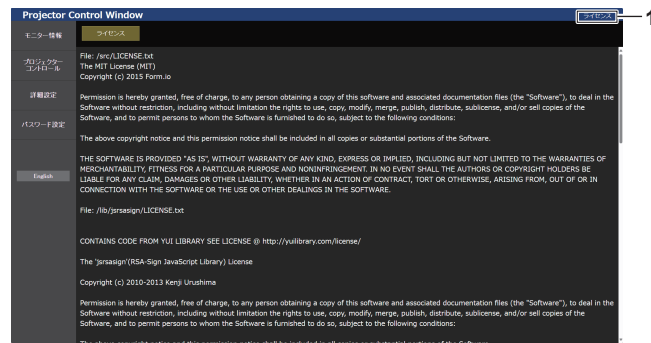 Projector Control Window
ライセンス
1
モニター情報
ライセンス
プロジェクター
コントロール
詳細設定
パスワード設定
English
File: /src/LICENSE.txt
The MIT License (MIT)
Copyright (c) 2015 Form.io
Permission is hereby granted, free of charge, to any person obtaining a copy of this software and associated documentation files (the "Software"), to deal in the
Software without restriction, including without limitation the rights to use, copy, modify, merge, publish, distribute, sublicense, and/or sell copies of the
Software, and to permit persons to whom the Software is furnished to do so, subject to the following conditions:
The above copyright notice and this permission notice shall be included in all copies or substantial portions of the Software.
THE SOFTWARE IS PROVIDED "AS IS", WITHOUT WARRANTY OF ANY KIND, EXPRESS OR IMPLIED, INCLUDING BUT NOT LIMITED TO THE WARRANTIES OF
MERCHANTABILITY, FITNESS FOR A PARTICULAR PURPOSE AND NONINFRINGEMENT. IN NO EVENT SHALL THE AUTHORS OR COPYRIGHT HOLDERS BE
LIABLE FOR ANY CLAIM, DAMAGES OR OTHER LIABILITY, WHETHER IN AN ACTION OF CONTRACT, TORT OR OTHERWISE, ARISING FROM, OUT OF OR IN
CONNECTION WITH THE SOFTWARE OR THE USE OR OTHER DEALINGS IN THE SOFTWARE.
File: /lib/jsrsasign/LICENSE.txt
CONTAINS CODE FROM YUI LIBRARY SEE LICENSE @ http://yuilibrary.com/license/
The 'jsrsasign'(RSA-Sign JavaScript Library) License
Copyright (c) 2010-2013 Kenji Urushima
Permission is hereby granted, free of charge, to any person obtaining a copy of this software and associated documentation files (the "Software"), to deal in the
Software without restriction, including without limitation the rights to use, copy, modify, merge, publish, distribute, sublicense, and/or sell copies of the
Software, and to permit persons to whom the Software is furnished to do so, subject to the following conditions: